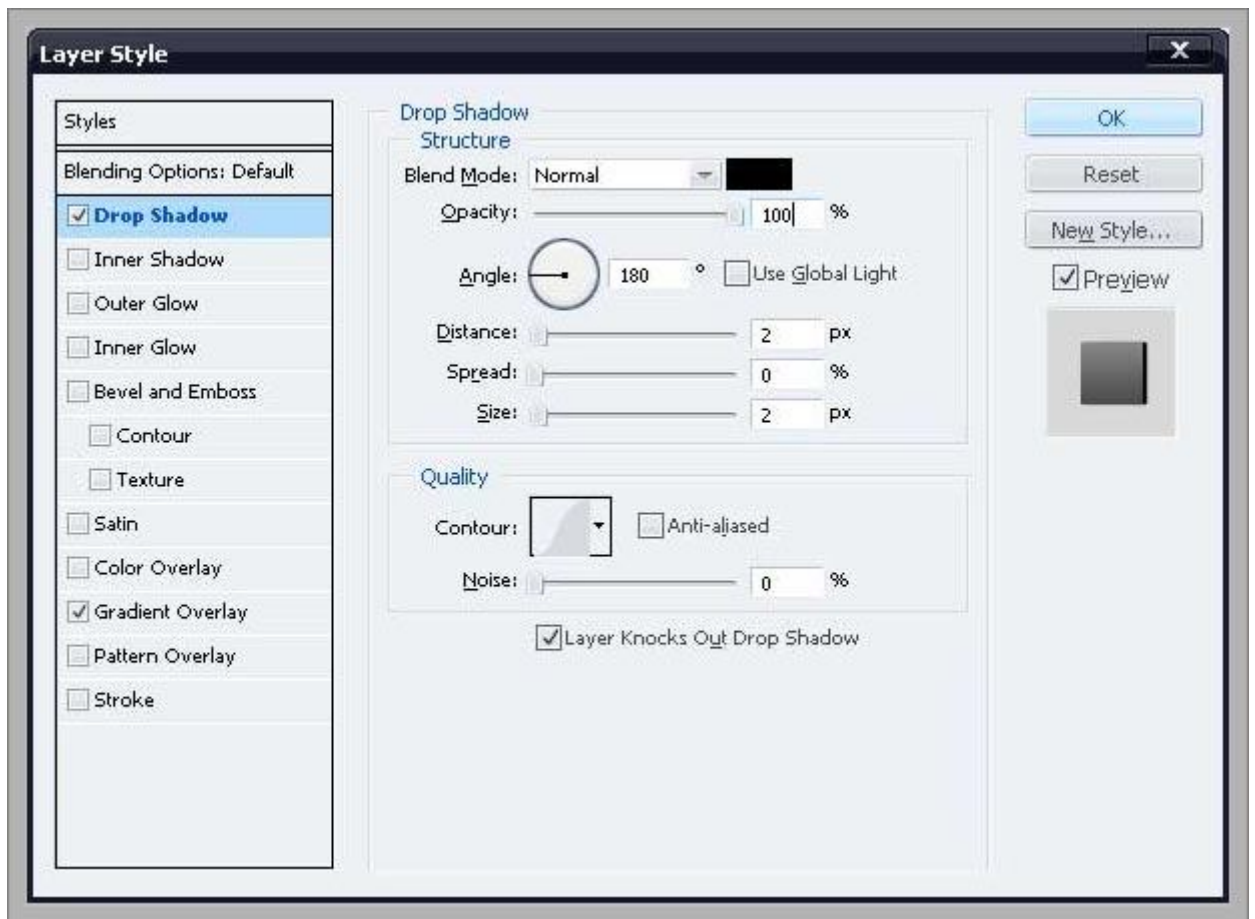 Layer Style
X
Styles
Blending Options: Default
Drop Shadow
Inner Shadow
Outer Glow
Inner Glow
Bevel and Emboss
Contour
Texture
Satin
Color Overlay
Gradient Overlay
Pattern Overlay
Stroke
Drop Shadow
Structure
Blend Mode: Normal
Opacity: 100 %
Angle: 180 ° Use Global Light
Distance: 2 px
Spread: 0 %
Size: 2 px
Quality
Contour: Anti-aliased
Noise: 0 %
Layer Knocks Out Drop Shadow
OK
Reset
New Style...
Preview